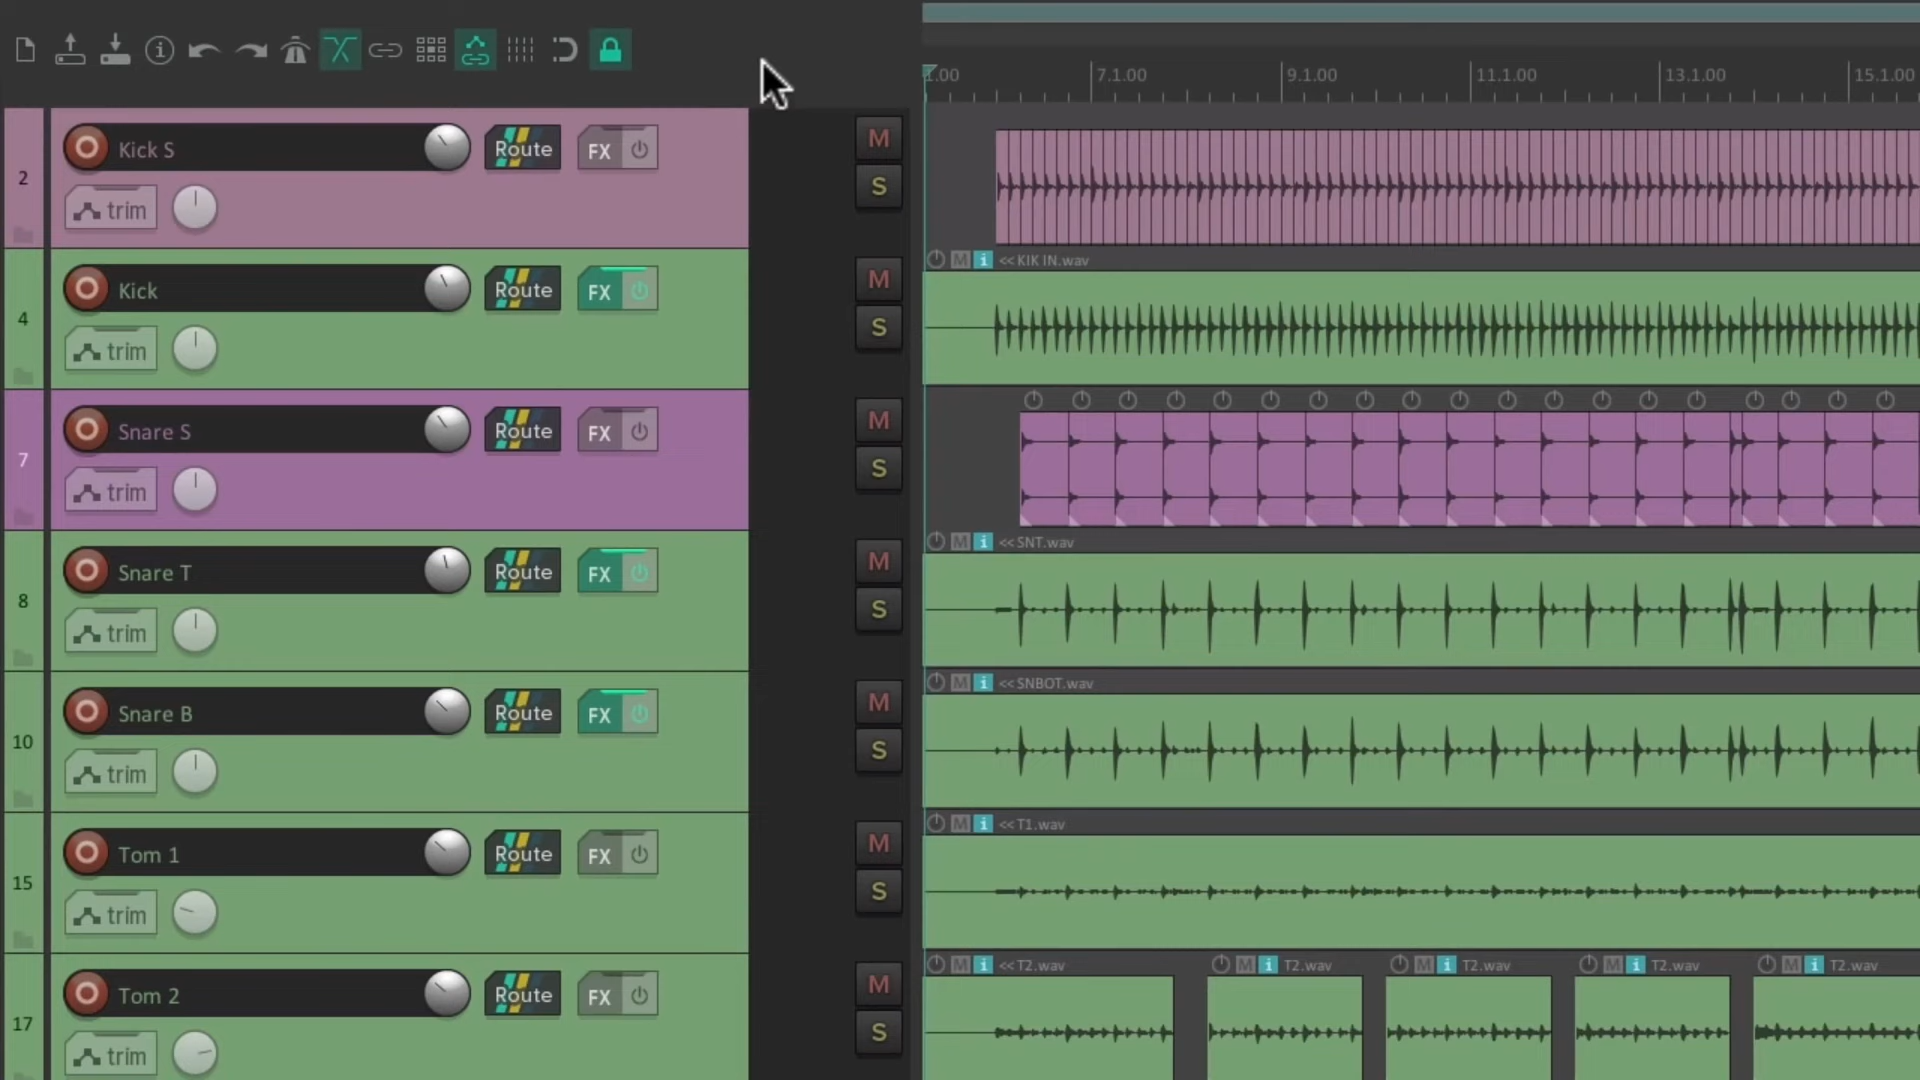 1.00 7.1.00 9.1.00 11.1.00 13.1.00 15.1.00
2 Kick S Route FX M
trim S
<< KIK IN.wav
4 Kick Route FX M
trim S
7 Snare S Route FX M
trim S
<< SNT.wav
8 Snare T Route FX M
trim S
<< SNBOT.wav
10 Snare B Route FX M
trim S
<< T1.wav
15 Tom 1 Route FX M
trim S
<< T2.wav M i T2.wav M i T2.wav M i T2.wav M i T2.wav
17 Tom 2 Route FX M
trim S